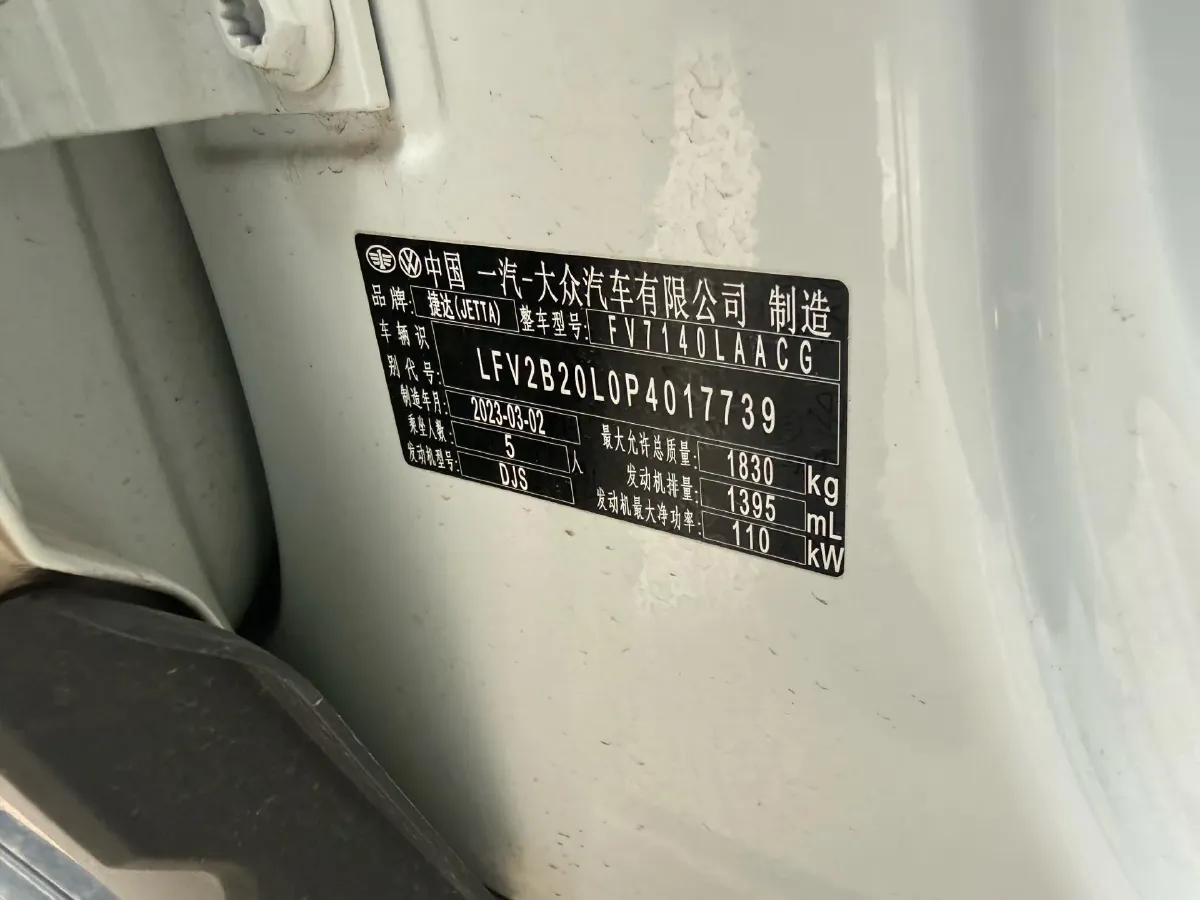 中国 一汽-大众汽车有限公司 制造
品牌: 捷达(JETTA) 整车型号: FV7140LAACG
车辆识别代号: LFV2B20L0P4017739
制造年月: 2023-03-02
乘坐人数: 5 人 最大允许总质量: 1830 kg
发动机型号: DJS 发动机排量: 1395 mL
发动机最大净功率: 110 kW